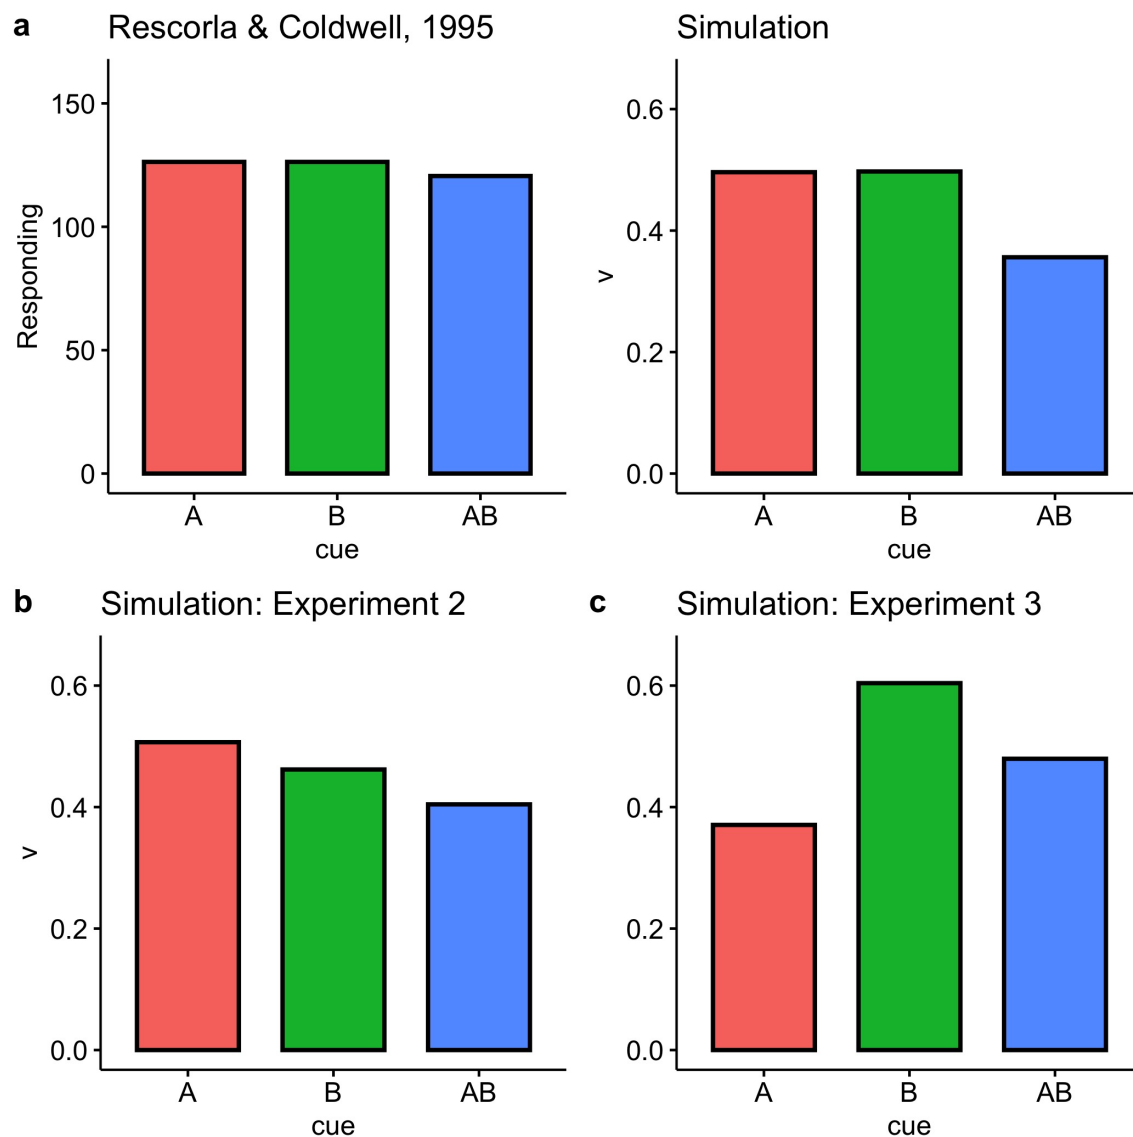 a Rescorla & Coldwell, 1995
150
100
50
0
Responding
A B AB
cue
Simulation
0.6
0.4
0.2
0.0
v
A B AB
cue
b Simulation: Experiment 2
0.6
0.4
0.2
0.0
v
A B AB
cue
c Simulation: Experiment 3
0.6
0.4
0.2
0.0
A B AB
cue